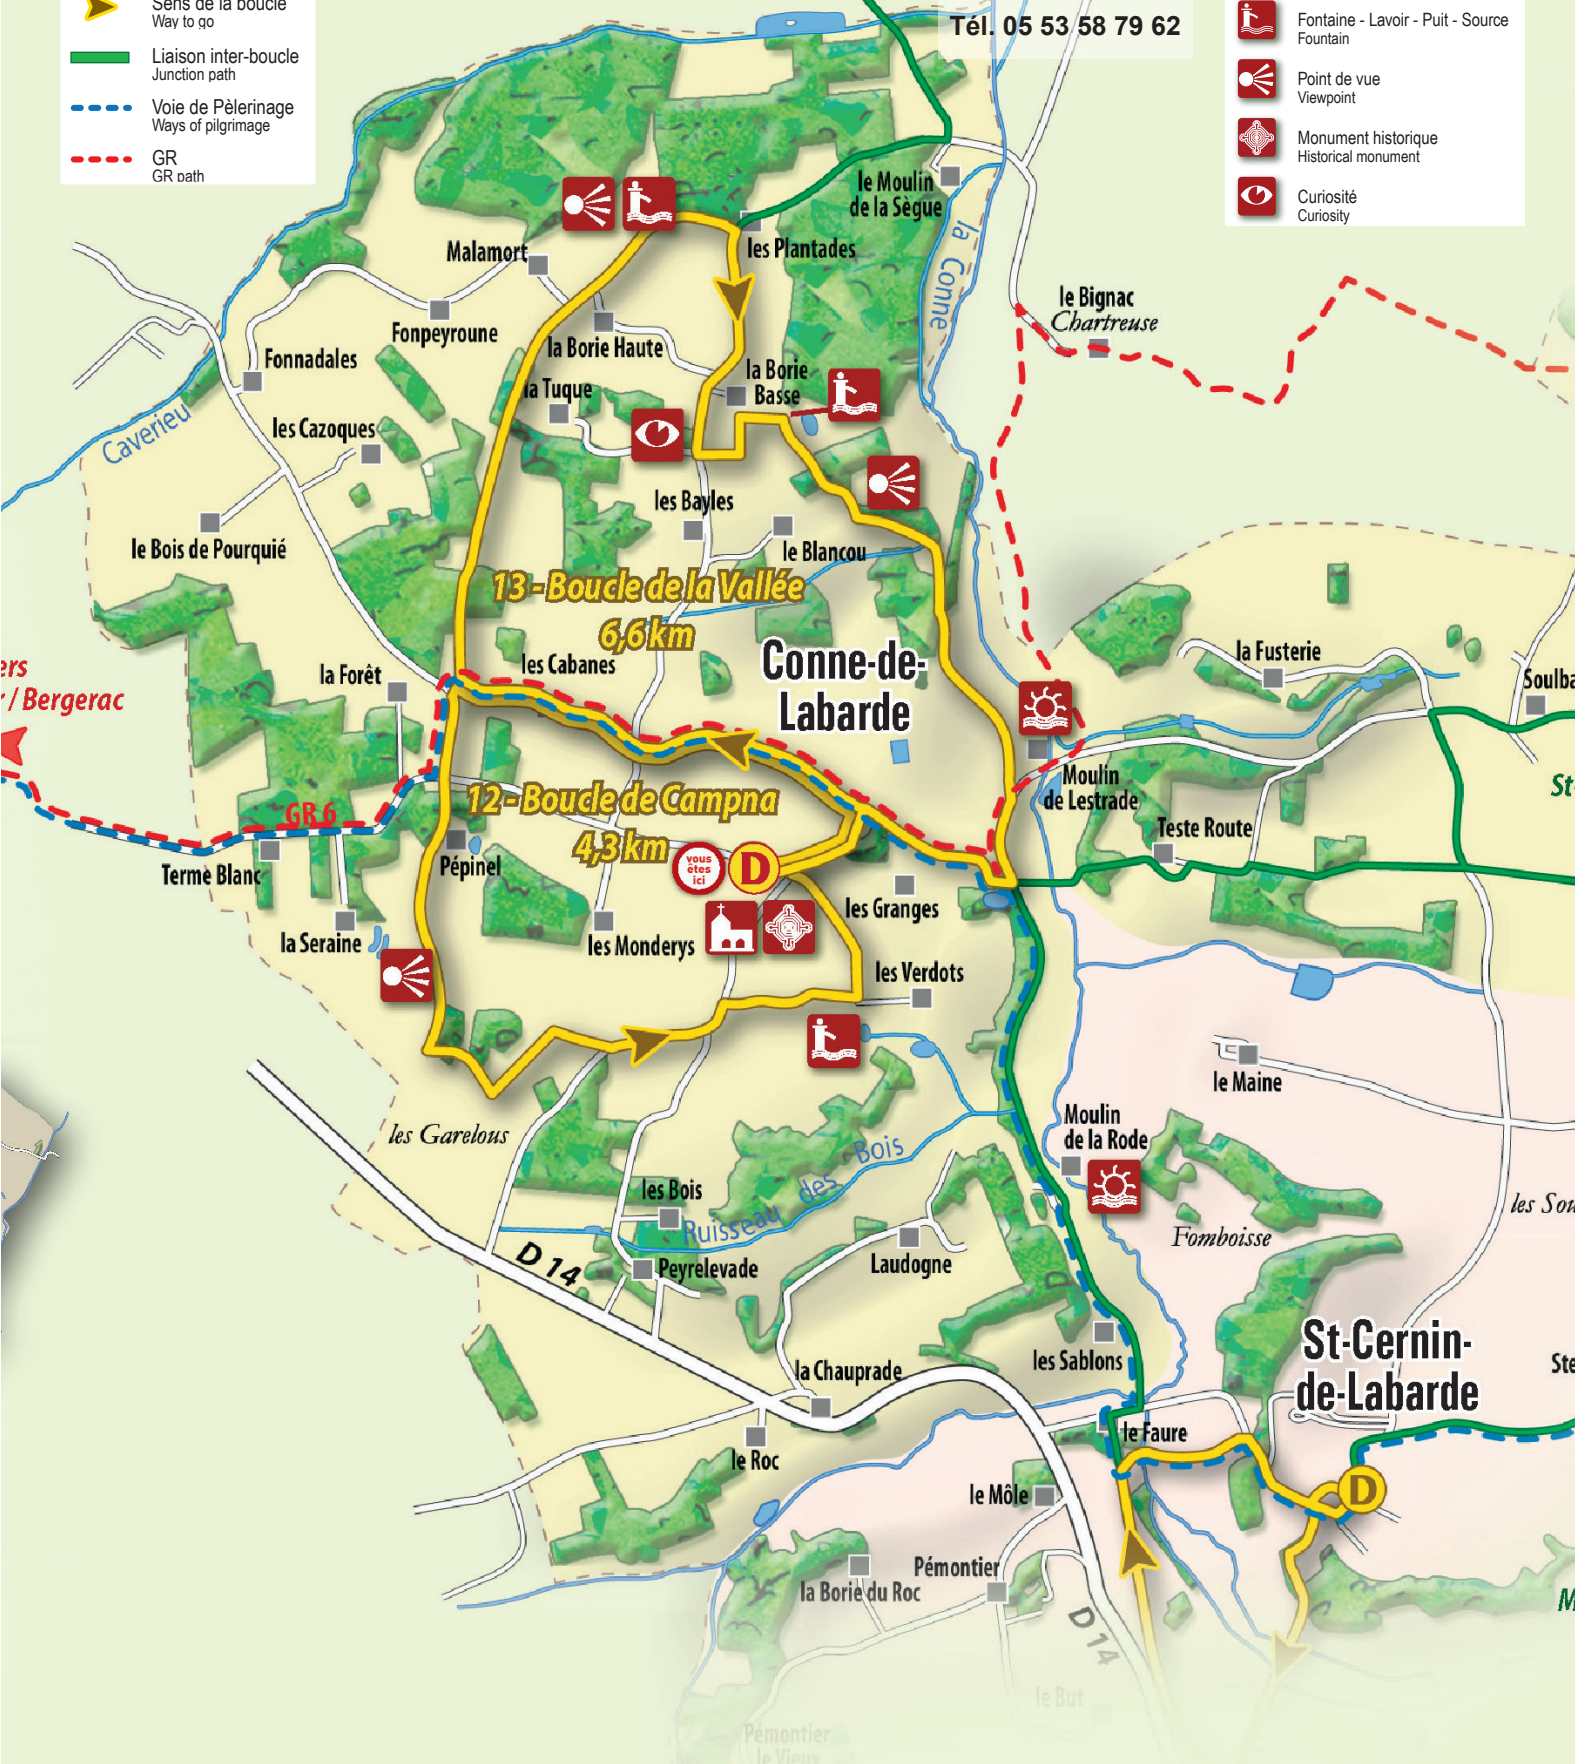 Sens de la boucle
Way to go
Liaison inter-boucle
Junction path
Voie de Pèlerinage
Ways of pilgrimage
GR
GR path
Tél. 05 53 58 79 62
Fontaine - Lavoir - Puit - Source
Fountain
Point de vue
Viewpoint
Monument historique
Historical monument
Curiosité
Curiosity
le Moulin
de la Sègue
la Conne
les Plantades
Malamort
Fonpeyroune
la Borie Haute
le Bignac
Chartreuse
Fonnadales
la Tuque
la Borie
Basse
Caverieu
les Cazoques
les Bayles
le Bois de Pourquié
le Blancou
13 - Boucle de la Vallée
6,6 km
Conne-de-
Labarde
la Forêt
les Cabanes
la Fusterie
Soulba
ers
r / Bergerac
Moulin
de Lestrade
St-
12 - Boucle de Campna
4,3 km
GR 6
Teste Route
Terme Blanc
Pépinel
vous
êtes
ici
D
les Granges
la Seraine
les Monderys
les Verdots
le Maine
Moulin
de la Rode
les Garelous
Ruisseau des Bois
les Bois
les Sou
Fomboisse
D 14
Peyrelevade
Laudogne
St-Cernin-
de-Labarde
les Sablons
la Chauprade
Ste
le Faure
le Roc
D
le Môle
Pémontier
la Borie du Roc
M
D 14
le But
Pémontier
le Vieux